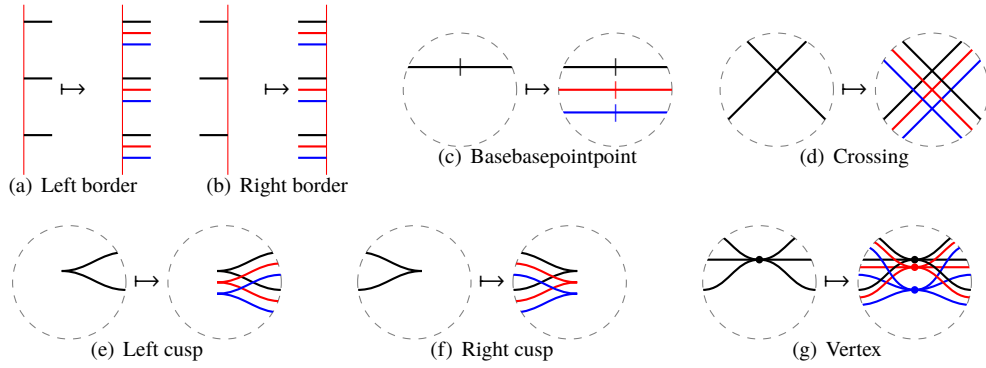 (a) Left border
(b) Right border
(c) Basebasepointpoint
(d) Crossing
(e) Left cusp
(f) Right cusp
(g) Vertex